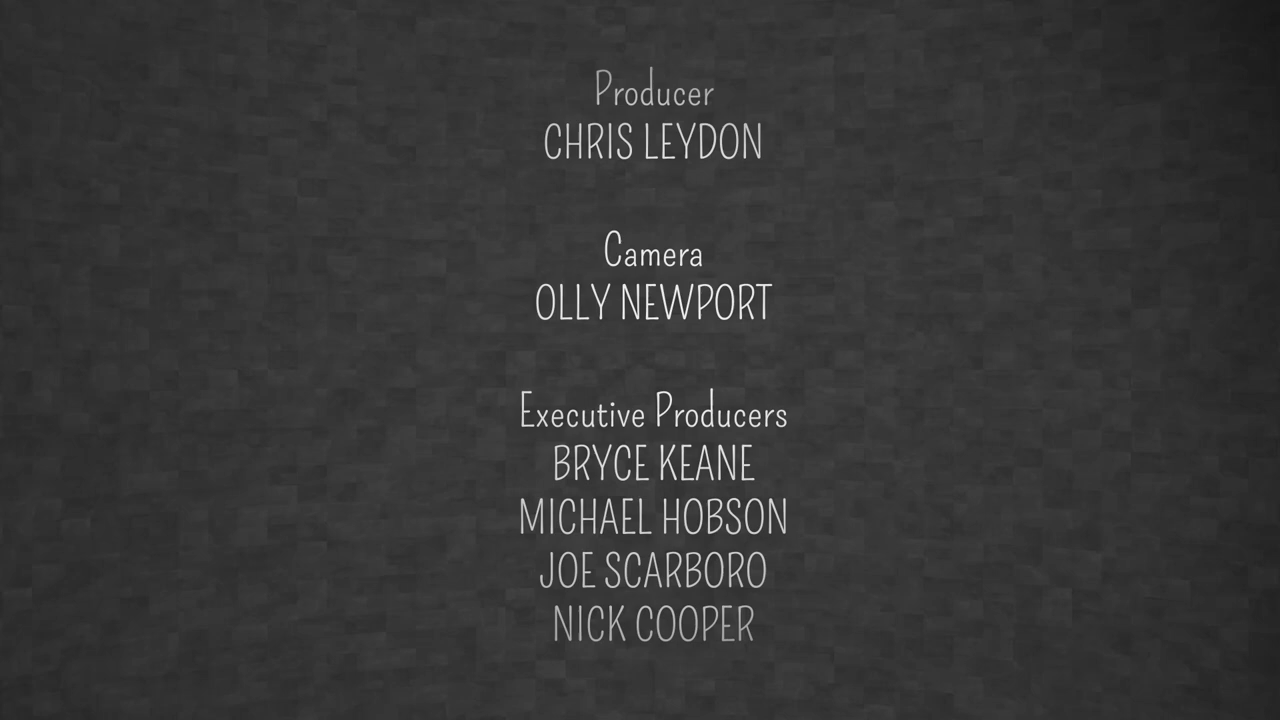 Producer
CHRIS LEYDON
Camera
OLLY NEWPORT
Executive Producers
BRYCE KEANE
MICHAEL HOBSON
JOE SCARBORO
NICK COOPER